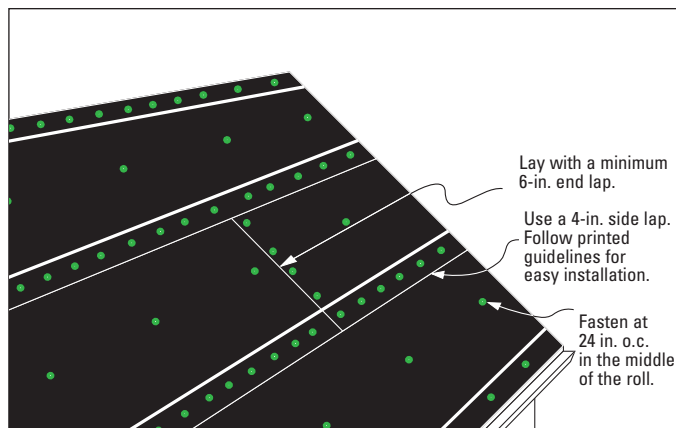 Lay with a minimum
6-in. end lap.
Use a 4-in. side lap.
Follow printed
guidelines for
easy installation.
Fasten at
24 in. o.c.
in the middle
of the roll.